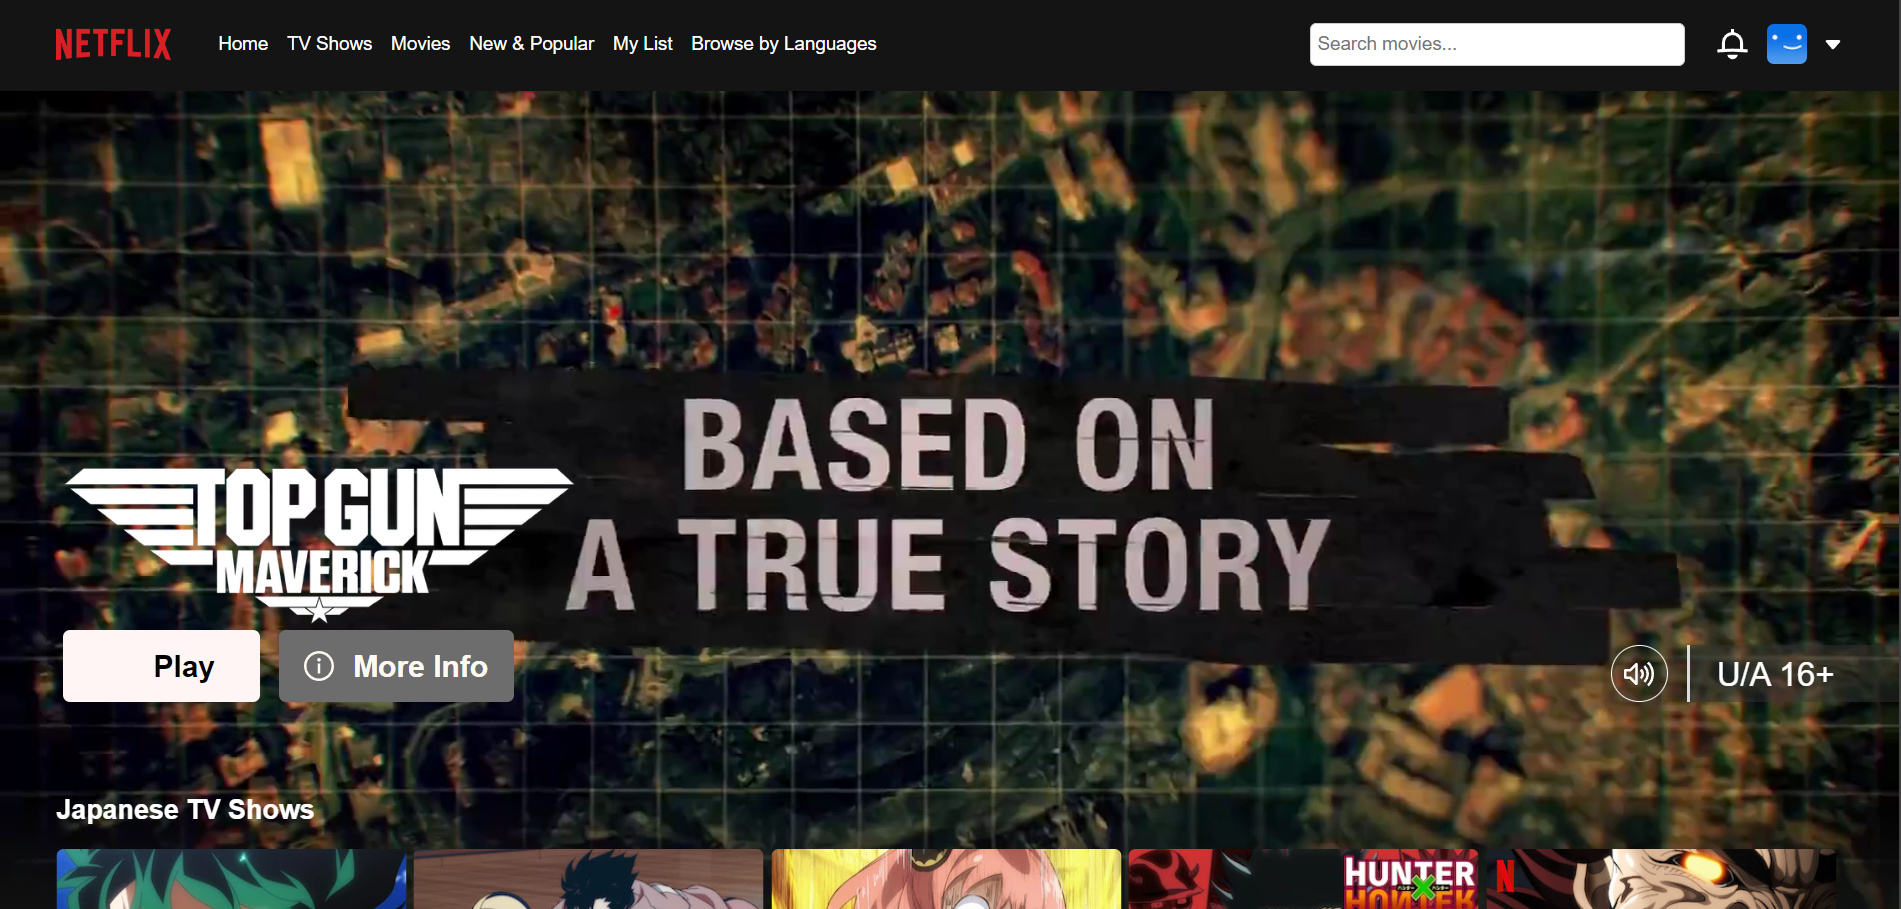 NETFLIX
Home TV Shows Movies New & Popular My List Browse by Languages
Search movies...
BASED ON
A TRUE STORY
TOP GUN
MAVERICK
Play
More Info
U/A 16+
Japanese TV Shows
HUNTER
HUNTER
N